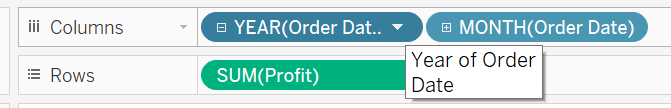 Columns YEAR(Order Dat.. MONTH(Order Date)
Rows SUM(Profit)
Year of Order
Date